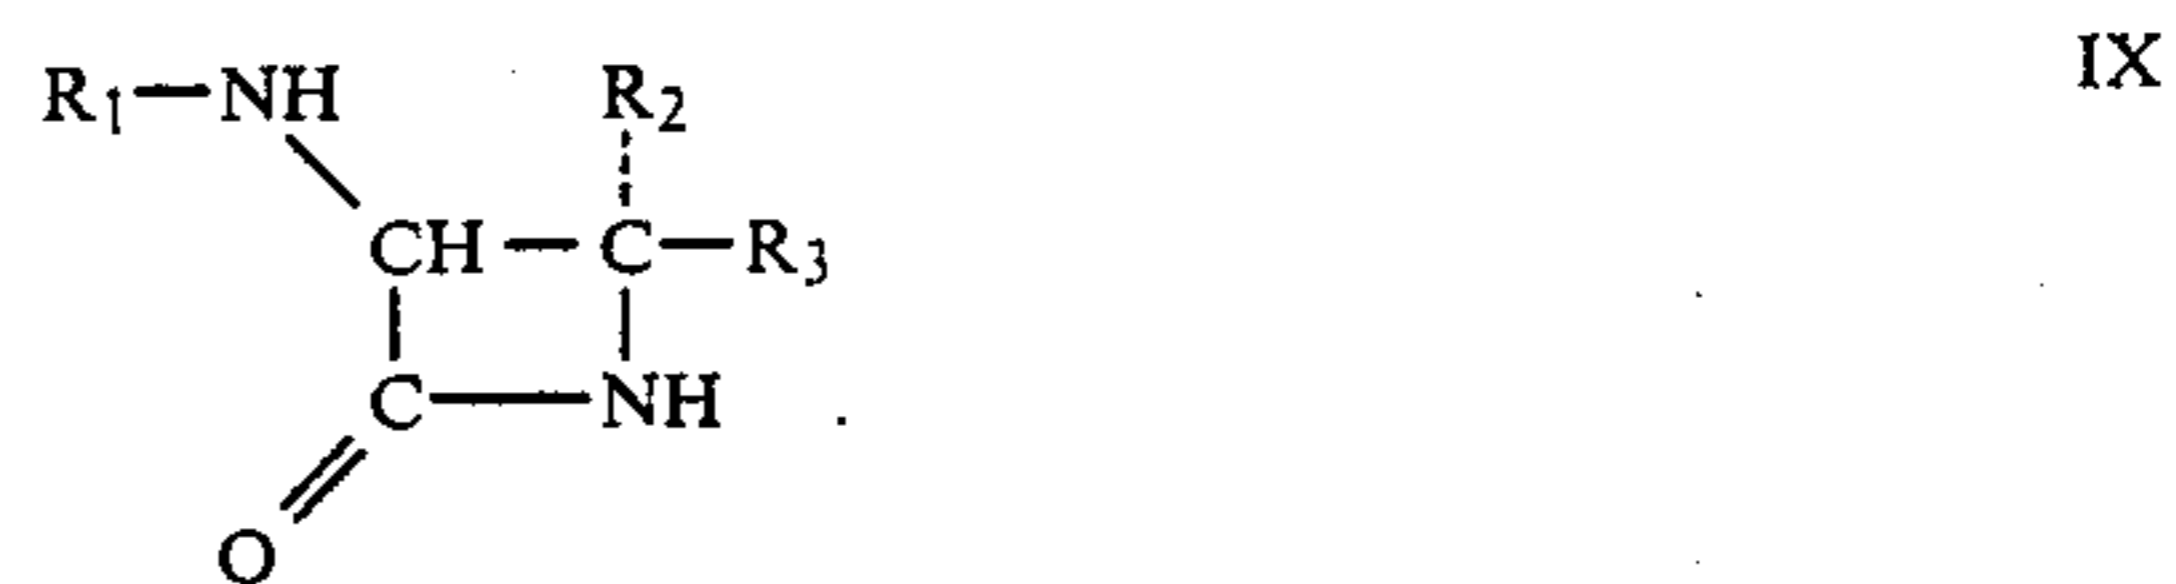 R1—NH R2 IX
CH—C—R3
C—NH .
O